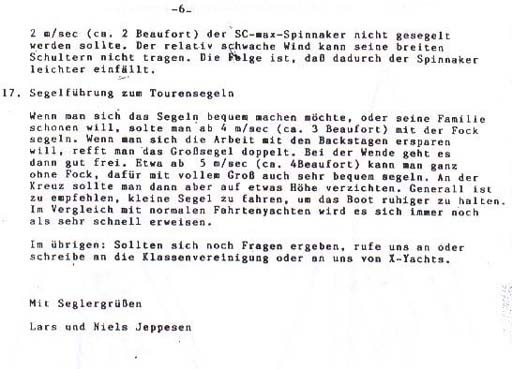 -6-
2 m/sec (ca. 2 Beaufort) der SC-max-Spinnaker nicht gesegelt
werden sollte. Der relativ schwache Wind kann seine breiten
Schultern nicht tragen. Die Folge ist, daß dadurch der Spinnaker
leichter einfällt.
17. Segelführung zum Tourensegeln
Wenn man sich das Segeln bequem machen möchte, oder seine Familie
schonen will, solte man ab 4 m/sec (ca. 3 Beaufort) mit der Fock
segeln. Wenn man sich die Arbeit mit den Backstagen ersparen
will, refft man das Großsegel doppelt. Bei der Wende geht es
dann gut frei. Etwa ab 5 m/sec (ca. 4Beaufort) kann man ganz
ohne Fock, dafür mit vollem Groß auch sehr bequem segeln. An der
Kreuz sollte man dann aber auf etwas Höhe verzichten. Generall ist
zu empfehlen, kleine Segel zu fahren, um das Boot ruhiger zu halten.
Im Vergleich mit normalen Fahrtenyachten wird es sich immer noch
als sehr schnell erweisen.
Im übrigen: Sollten sich noch Fragen ergeben, rufe uns an oder
schreibe an die Klassenvereinigung oder an uns von X-Yachts.
Mit Seglergrüßen
Lars und Niels Jeppesen